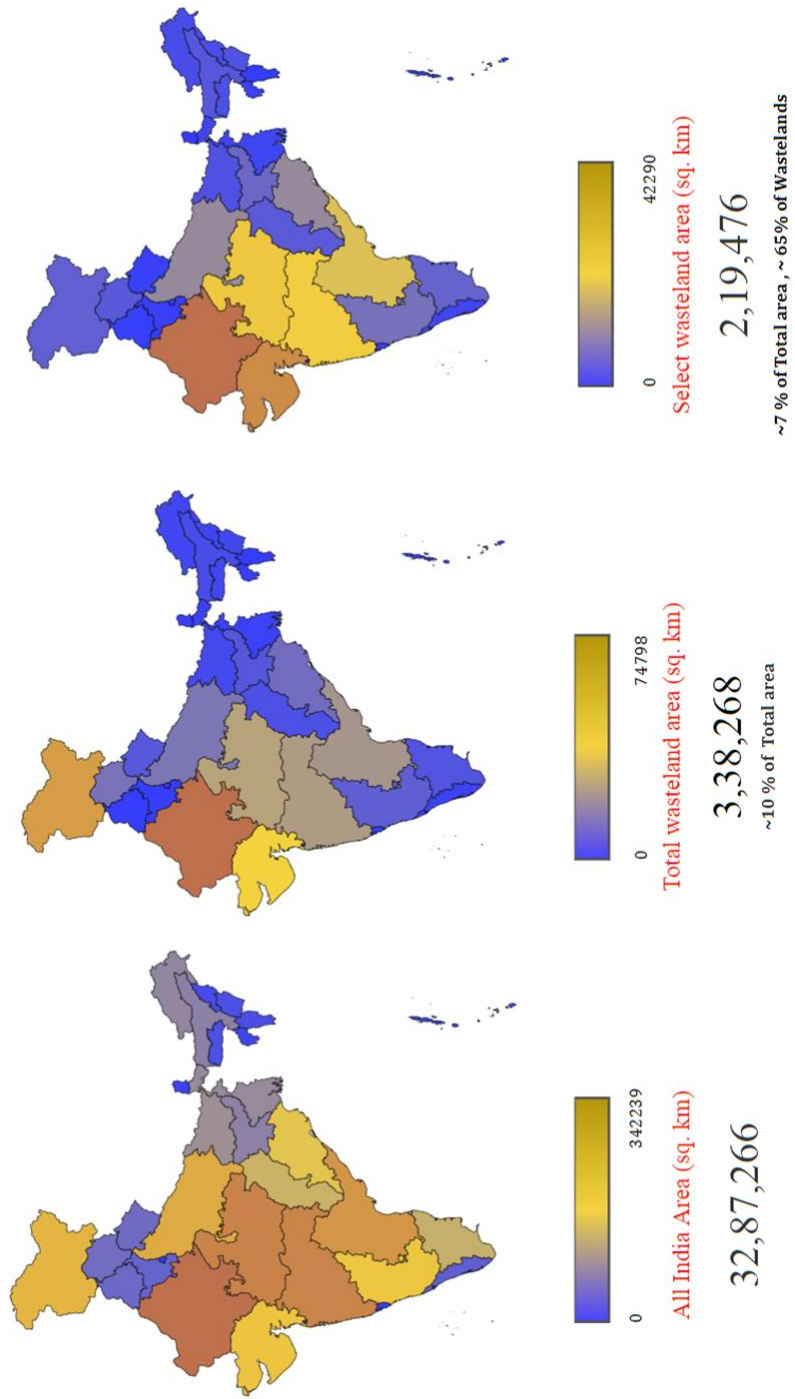 0 342239
All India Area (sq. km)
32,87,266
0 74798
Total wasteland area (sq. km)
3,38,268
~10 % of Total area
0 42290
Select wasteland area (sq. km)
2,19,476
~7 % of Total area , ~ 65% of Wastelands